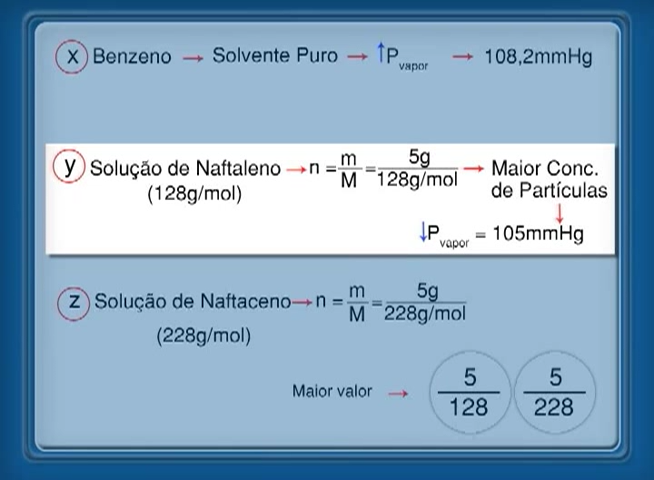 x Benzeno → Solvente Puro → ↑P vapor → 108,2mmHg
y Solução de Naftaleno → n = m/M = 5g/128g/mol → Maior Conc.
(128g/mol) de Partículas
↓P vapor = 105mmHg
z Solução de Naftaceno → n = m/M = 5g/228g/mol
(228g/mol)
Maior valor → 5/128 5/228